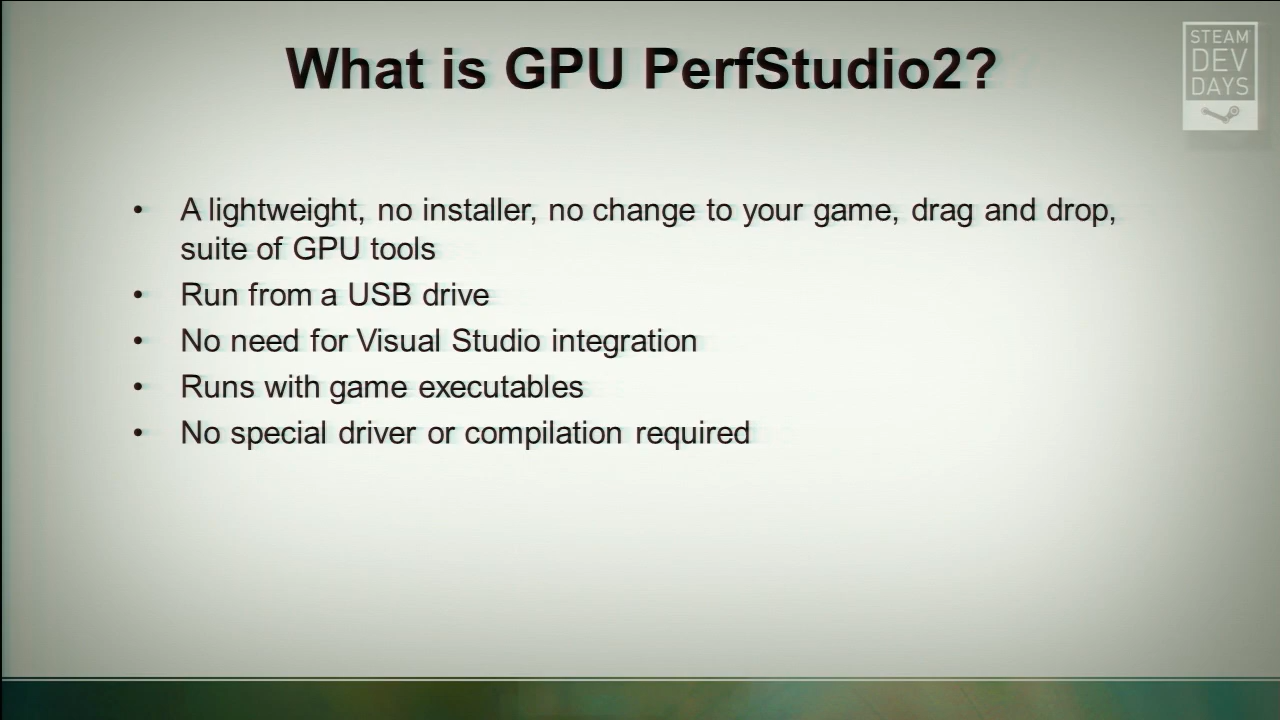 What is GPU PerfStudio2?
STEAM
DEV
DAYS
• A lightweight, no installer, no change to your game, drag and drop,
suite of GPU tools
• Run from a USB drive
• No need for Visual Studio integration
• Runs with game executables
• No special driver or compilation required